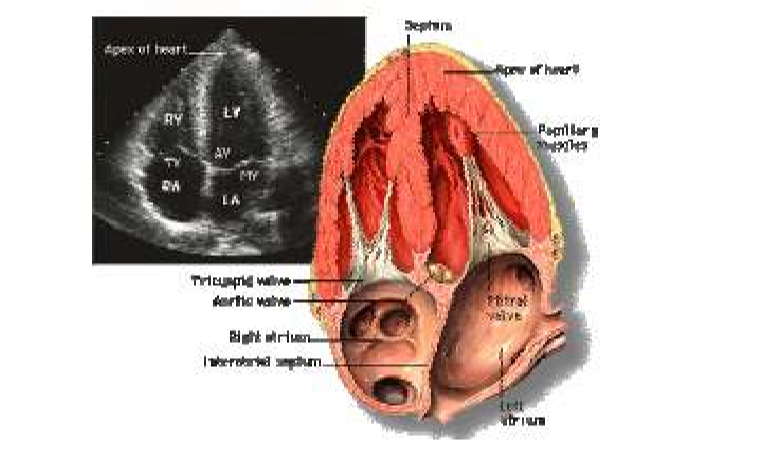 Septum
Apex of heart
Apex of heart
Papillary
muscles
RV
LV
AV
TV
MV
RA
LA
Tricuspid valve
Aortic valve
Mitral
valve
Right atrium
Interatrial septum
Left
atrium